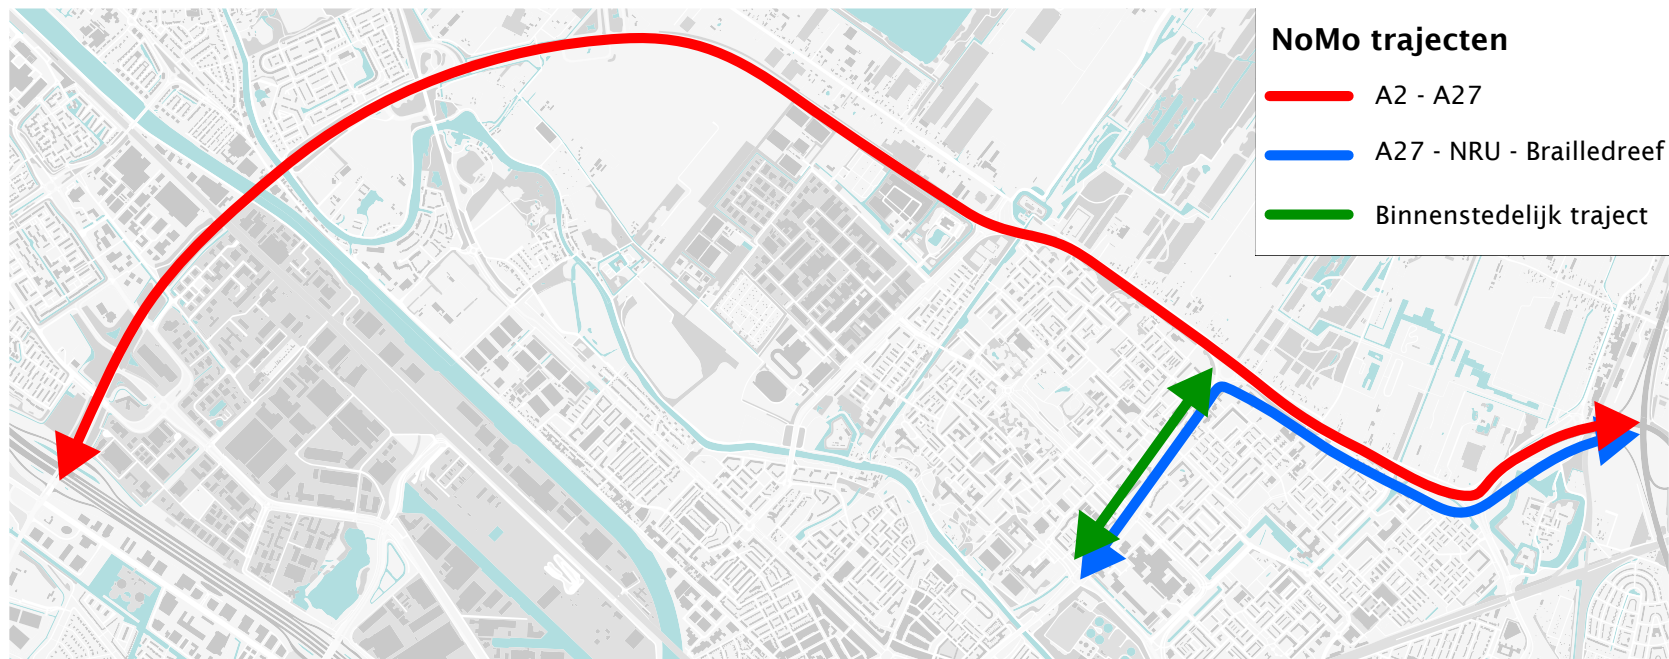 NoMo trajecten
A2 - A27
A27 - NRU - Brailledreef
Binnenstedelijk traject